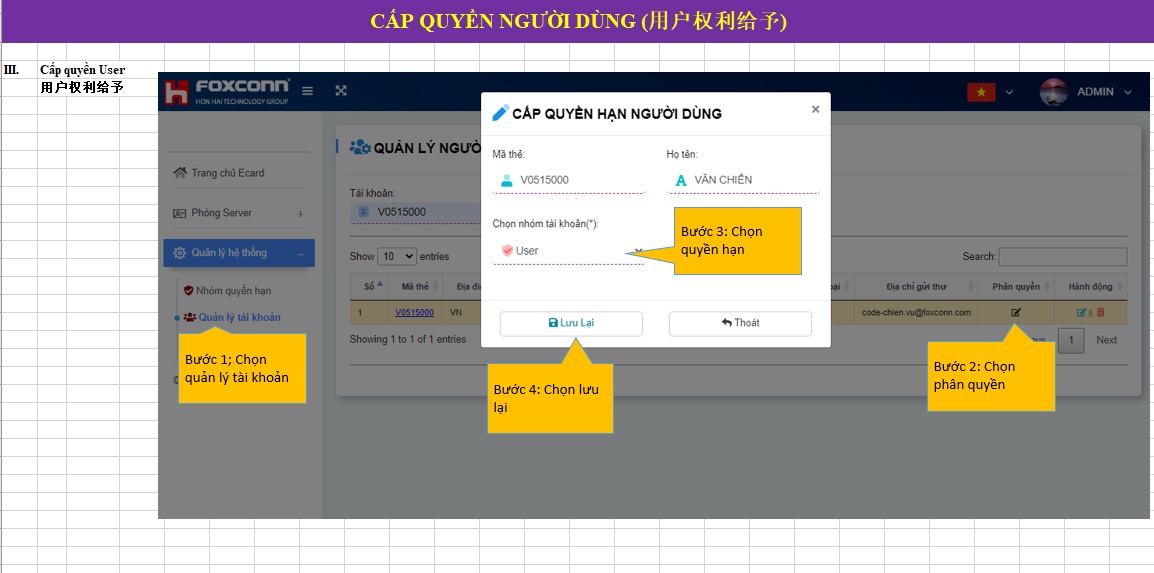 CẤP QUYỀN NGƯỜI DÙNG (用户权利给予)
III. Cấp quyền User
用户权利给予
FOXCONN®
HON HAI TECHNOLOGY GROUP
ADMIN
Trang chủ Ecard
Phòng Server +
Quản lý hệ thống –
Nhóm quyền hạn
Quản lý tài khoản
Bước 1; Chọn
quản lý tài khoản
QUẢN LÝ NGƯỜ
Tài khoản:
V0515000
Show 10 entries
Search:
Số Mã thẻ Địa đi
ại Địa chỉ gửi thư Phân quyền Hành động
1 V0515000 VN
code-chien.vu@foxconn.com
Showing 1 to 1 of 1 entries
ous 1 Next
CẤP QUYỀN HẠN NGƯỜI DÙNG ×
Mã thẻ: Họ tên:
V0515000 VĂN CHIẾN
Chọn nhóm tài khoản(*):
User
Lưu Lại Thoát
Bước 3: Chọn
quyền hạn
Bước 4: Chọn lưu
lại
Bước 2: Chọn
phân quyền